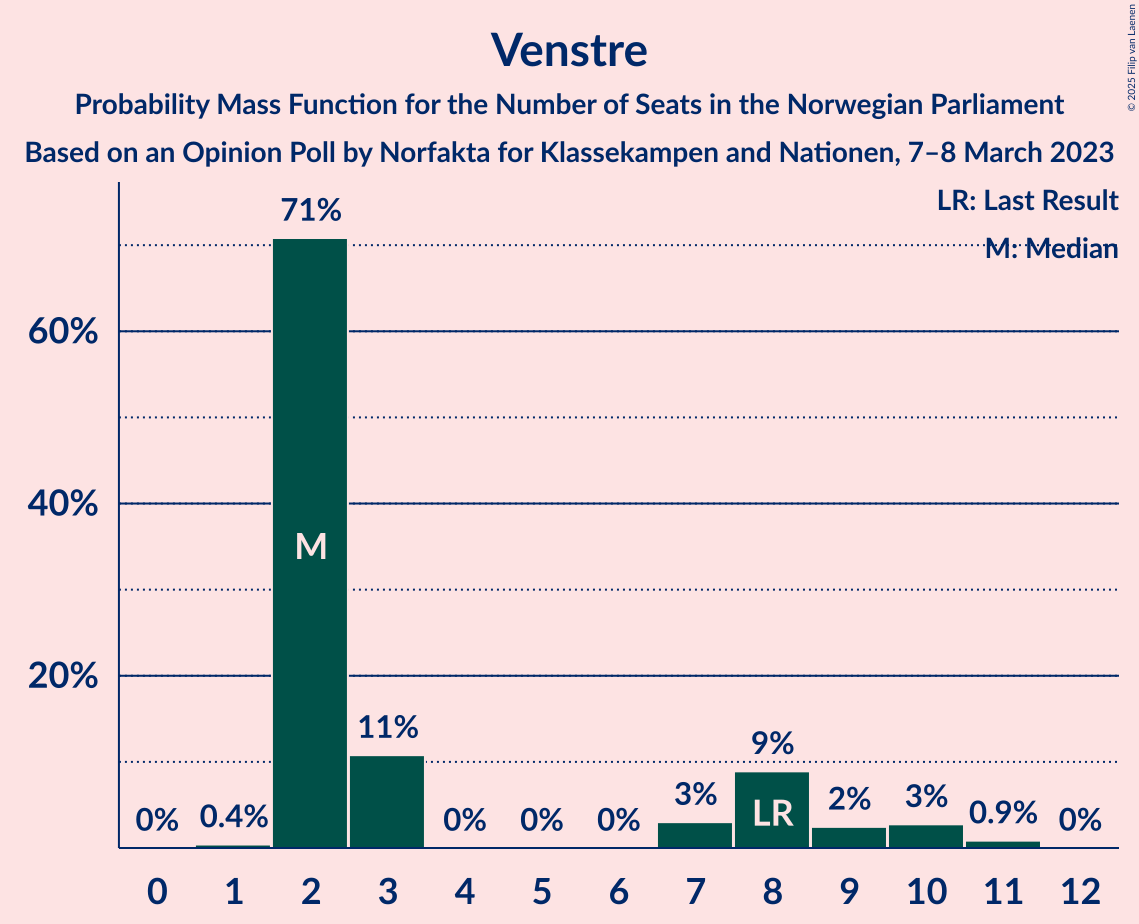 Venstre
Probability Mass Function for the Number of Seats in the Norwegian Parliament
Based on an Opinion Poll by Norfakta for Klassekampen and Nationen, 7–8 March 2023
© 2025 Filip van Laenen
LR: Last Result
M: Median
71%
60%
40%
M
20%
11%
9%
0% 0.4% 0% 0% 0% 3% LR 2% 3% 0.9% 0%
0 1 2 3 4 5 6 7 8 9 10 11 12